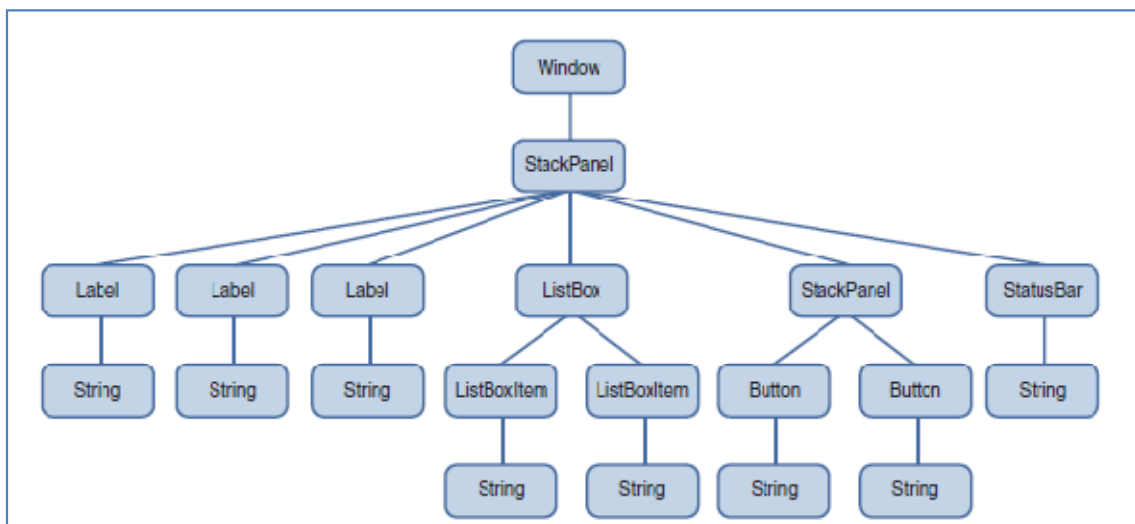 Window
StackPanel
Label Label Label ListBox StackPanel StatusBar
String String String ListBoxItem ListBoxItem Button Button String
String String String String